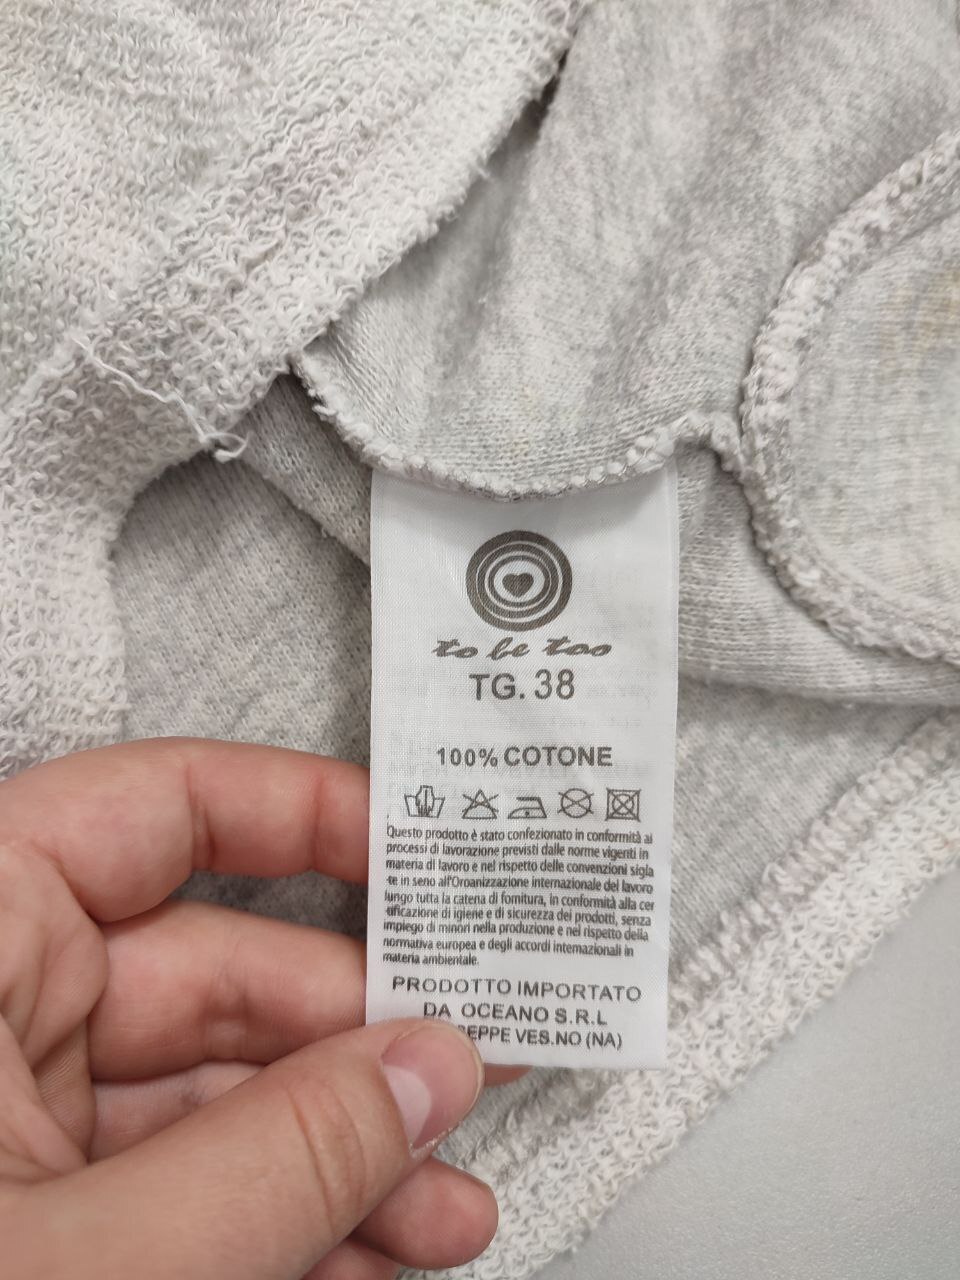 to be too
TG. 38
100% COTONE
Questo prodotto è stato confezionato in conformità ai
processi di lavorazione previsti dalle norme vigenti in
materia di lavoro e nel rispetto delle convenzioni sigla
te in seno all'Oroanizzazione internazionale del lavoro
lungo tutta la catena di fornitura, in conformità alla cer
tificazione di igiene e di sicurezza dei prodotti, senza
impiego di minori nella produzione e nel rispetto della
normativa europea e degli accordi internazionali in
materia ambientale.
PRODOTTO IMPORTATO
DA OCEANO S.R.L
VES.NO (NA)